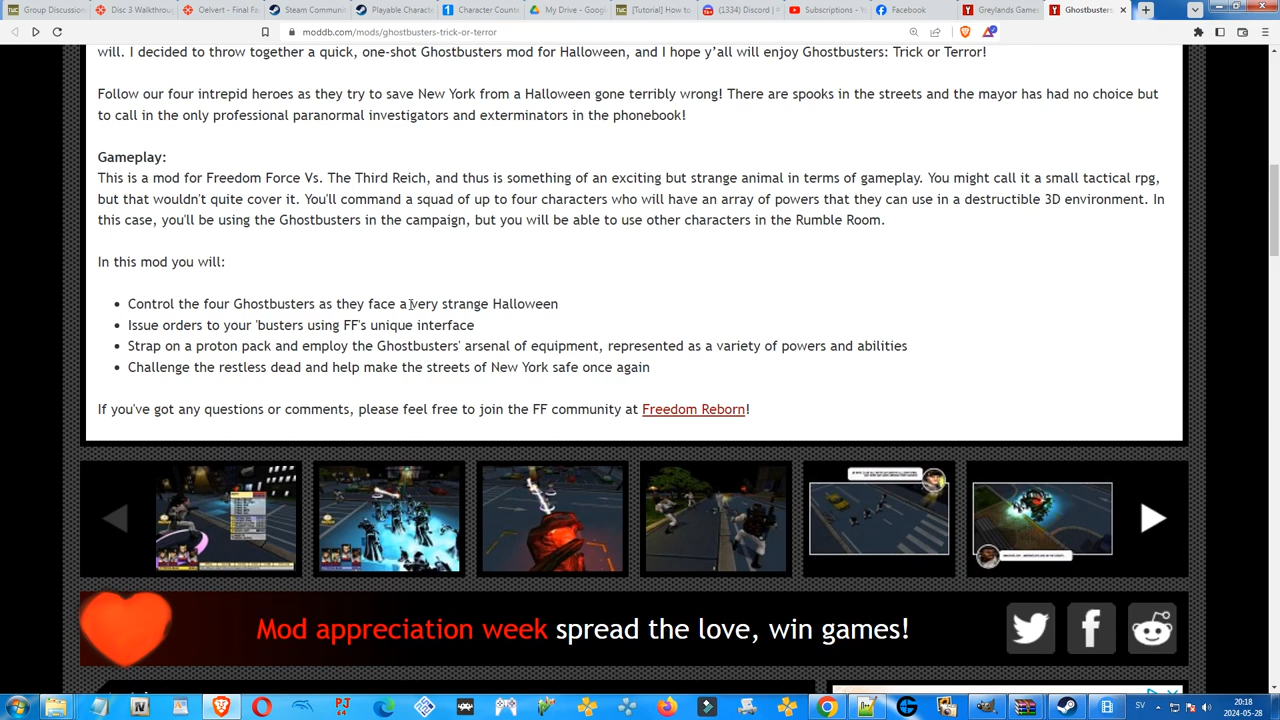 Group Discussion
Disc 3 Walkthrou
Oelvert - Final Fa
Steam Communi
Playable Characte
Character Counte
My Drive - Googl
[Tutorial] How to
(1334) Discord |
Subscriptions - Yo
Facebook
Greylands Games
Ghostbusters
moddb.com/mods/ghostbusters-trick-or-terror
will. I decided to throw together a quick, one-shot Ghostbusters mod for Halloween, and I hope y'all will enjoy Ghostbusters: Trick or Terror!
Follow our four intrepid heroes as they try to save New York from a Halloween gone terribly wrong! There are spooks in the streets and the mayor has had no choice but
to call in the only professional paranormal investigators and exterminators in the phonebook!
Gameplay:
This is a mod for Freedom Force Vs. The Third Reich, and thus is something of an exciting but strange animal in terms of gameplay. You might call it a small tactical rpg,
but that wouldn't quite cover it. You'll command a squad of up to four characters who will have an array of powers that they can use in a destructible 3D environment. In
this case, you'll be using the Ghostbusters in the campaign, but you will be able to use other characters in the Rumble Room.
In this mod you will:
• Control the four Ghostbusters as they face a very strange Halloween
• Issue orders to your 'busters using FF's unique interface
• Strap on a proton pack and employ the Ghostbusters' arsenal of equipment, represented as a variety of powers and abilities
• Challenge the restless dead and help make the streets of New York safe once again
If you've got any questions or comments, please feel free to join the FF community at Freedom Reborn!
Mod appreciation week spread the love, win games!
SV
20:18
2024-05-28